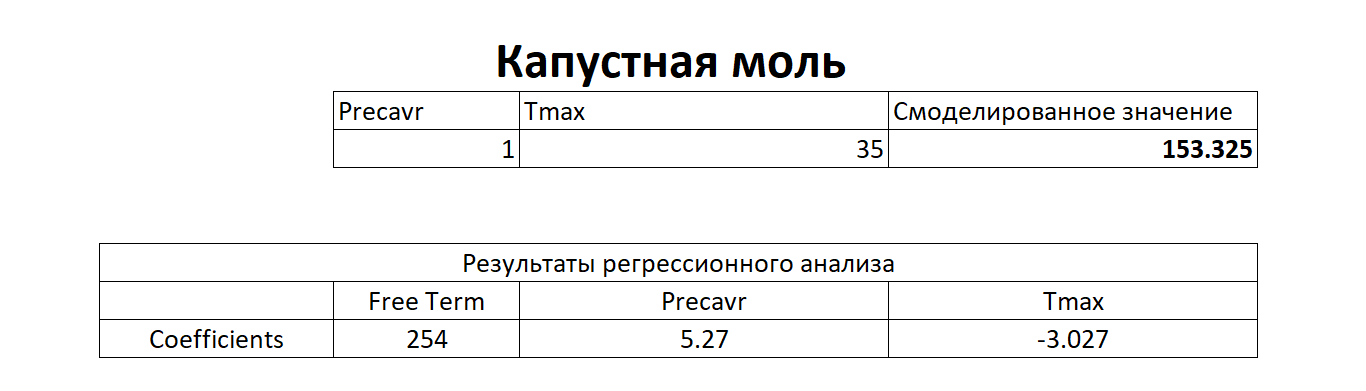 Капустная моль
Precavr Tmax Смоделированное значение
1 35 153.325
Результаты регрессионного анализа
Free Term Precavr Tmax
Coefficients 254 5.27 -3.027